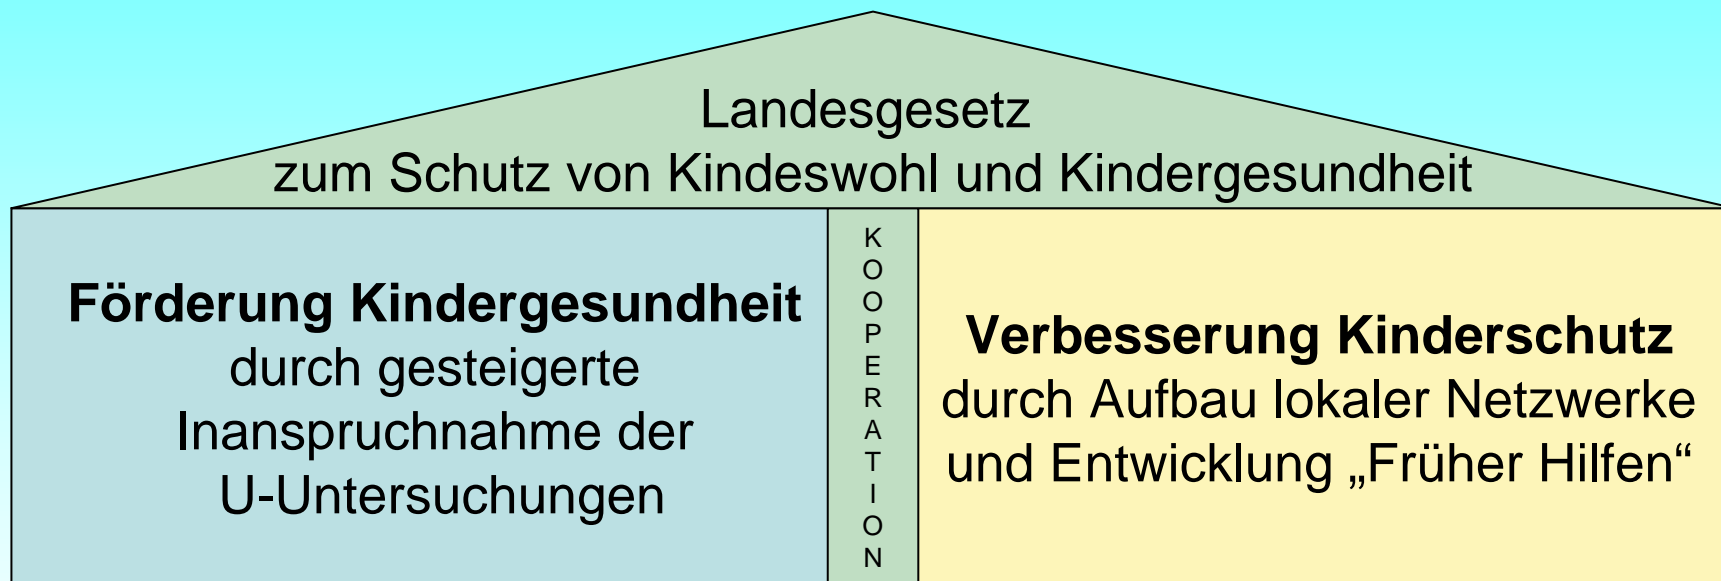 Landesgesetz
zum Schutz von Kindeswohl und Kindergesundheit
Förderung Kindergesundheit
durch gesteigerte
Inanspruchnahme der
U-Untersuchungen
K
O
O
P
E
R
A
T
I
O
N
Verbesserung Kinderschutz
durch Aufbau lokaler Netzwerke
und Entwicklung „Früher Hilfen“